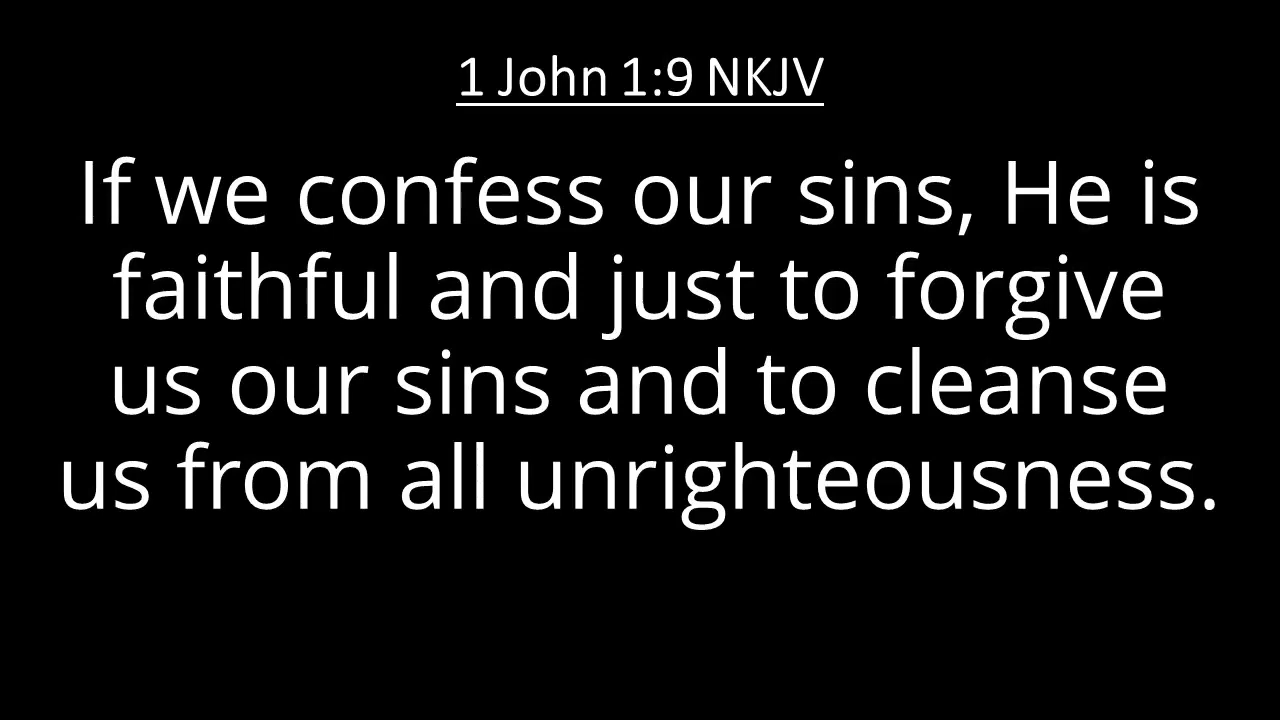 1 John 1:9 NKJV
If we confess our sins, He is
faithful and just to forgive
us our sins and to cleanse
us from all unrighteousness.